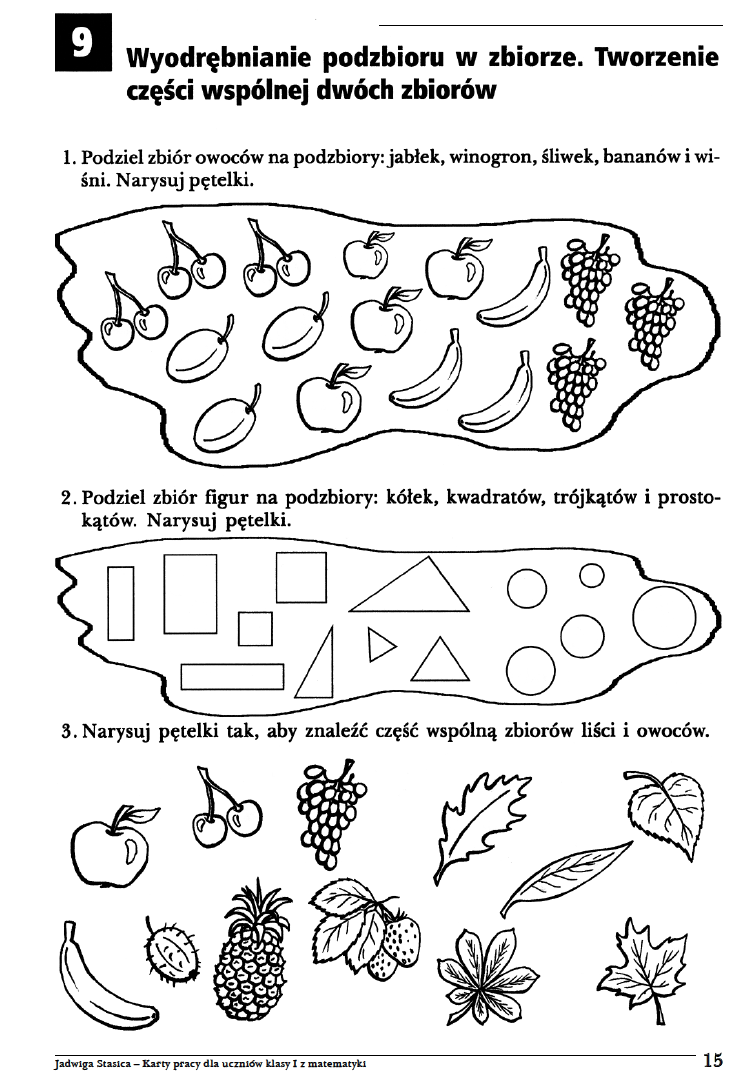 9
Wyodrębnianie podzbioru w zbiorze. Tworzenie
części wspólnej dwóch zbiorów
1. Podziel zbiór owoców na podzbiory: jabłek, winogron, śliwek, bananów i wi-
śni. Narysuj pętelki.
2. Podziel zbiór figur na podzbiory: kółek, kwadratów, trójkątów i prosto-
kątów. Narysuj pętelki.
3. Narysuj pętelki tak, aby znaleźć część wspólną zbiorów liści i owoców.
Jadwiga Stasica – Karty pracy dla uczniów klasy I z matematyki
15